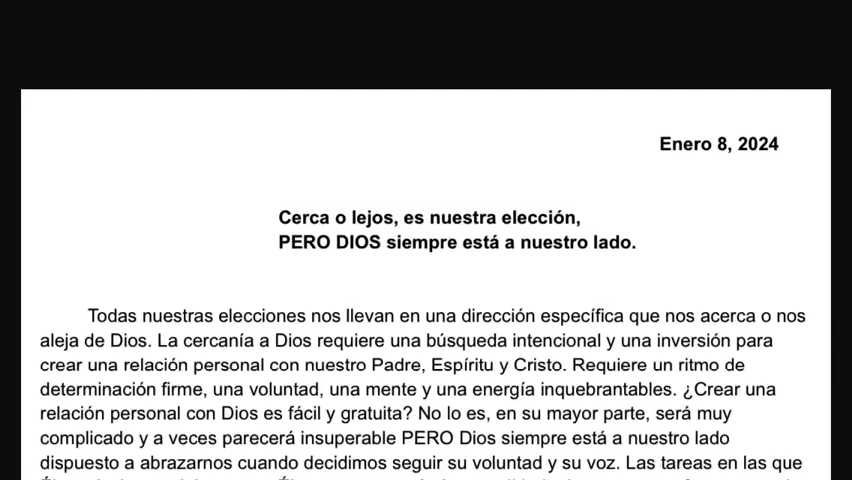 Enero 8, 2024
Cerca o lejos, es nuestra elección,
PERO DIOS siempre está a nuestro lado.
Todas nuestras elecciones nos llevan en una dirección específica que nos acerca o nos
aleja de Dios. La cercanía a Dios requiere una búsqueda intencional y una inversión para
crear una relación personal con nuestro Padre, Espíritu y Cristo. Requiere un ritmo de
determinación firme, una voluntad, una mente y una energía inquebrantables. ¿Crear una
relación personal con Dios es fácil y gratuita? No lo es, en su mayor parte, será muy
complicado y a veces parecerá insuperable PERO Dios siempre está a nuestro lado
dispuesto a abrazarnos cuando decidimos seguir su voluntad y su voz. Las tareas en las que